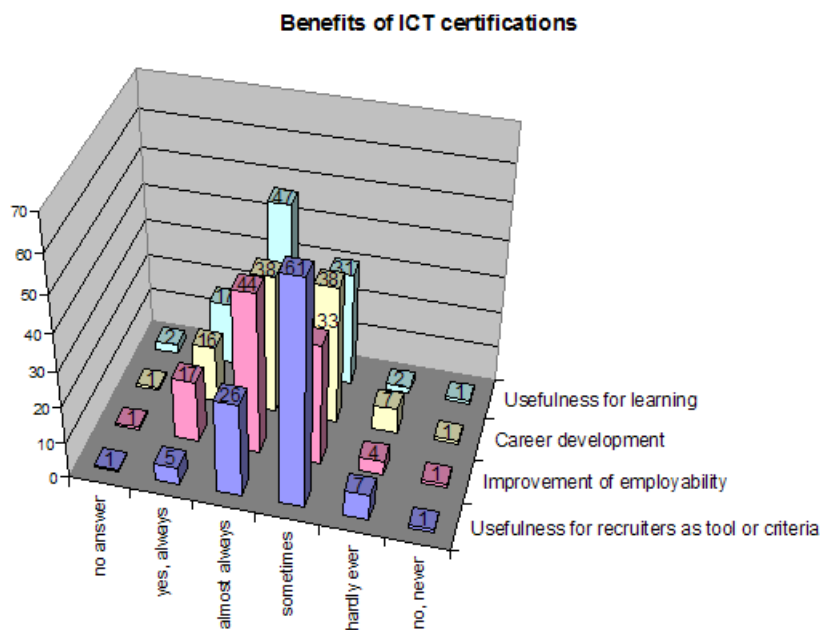 Benefits of ICT certifications
70
60
50
40
30
20
10
0
47
31
2
2
1
38
38
16
1
7
1
44
33
17
1
4
1
61
26
5
1
7
1
Usefulness for learning
Career development
Improvement of employability
Usefulness for recruiters as tool or criteria
no answer
yes, always
almost always
sometimes
hardly ever
no, never